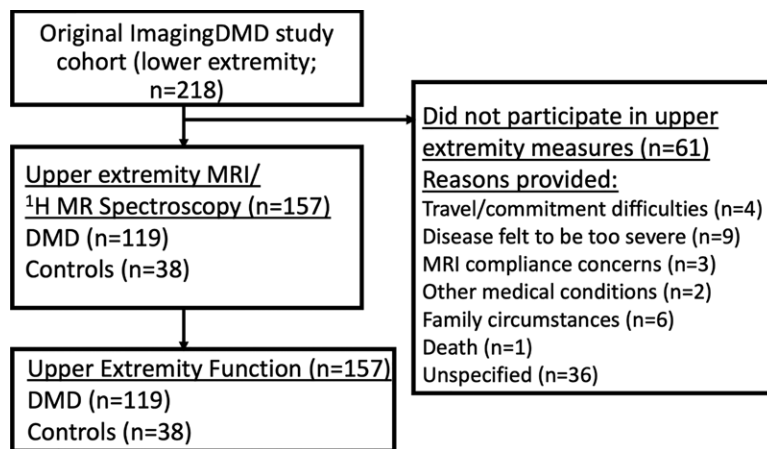 Original ImagingDMD study
cohort (lower extremity;
n=218)
Did not participate in upper
extremity measures (n=61)
Reasons provided:
Travel/commitment difficulties (n=4)
Disease felt to be too severe (n=9)
MRI compliance concerns (n=3)
Other medical conditions (n=2)
Family circumstances (n=6)
Death (n=1)
Unspecified (n=36)
Upper extremity MRI/
¹H MR Spectroscopy (n=157)
DMD (n=119)
Controls (n=38)
Upper Extremity Function (n=157)
DMD (n=119)
Controls (n=38)